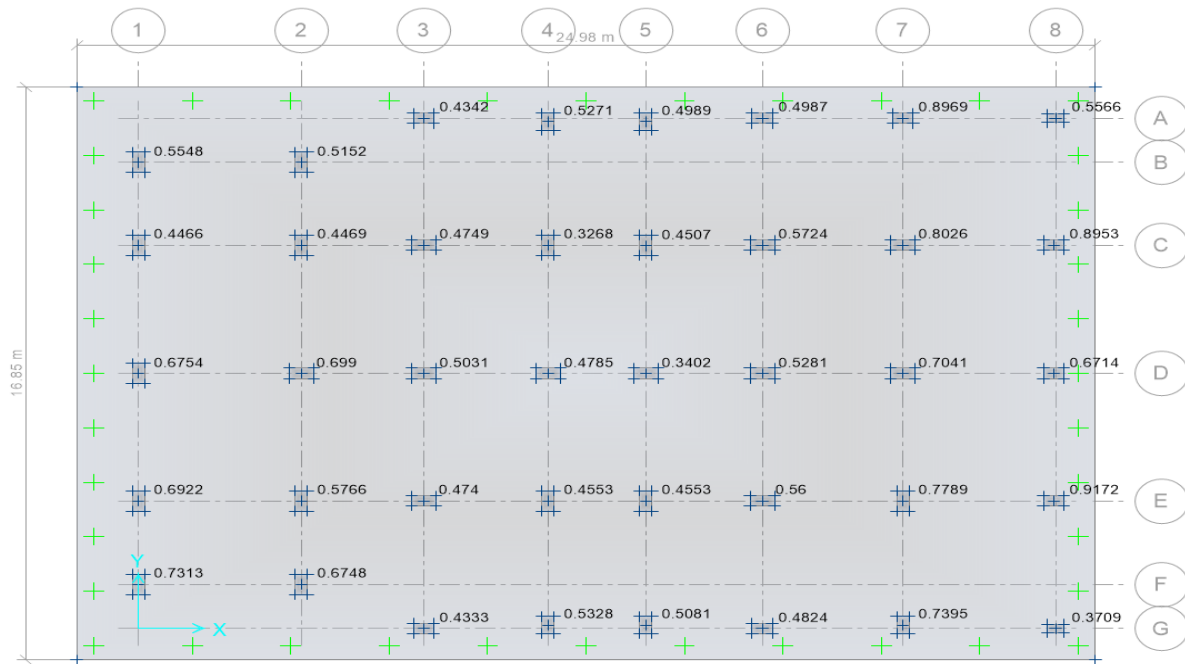 1 2 3 4 5 6 7 8
24.98 m
0.4342 0.5271 0.4989 0.4987 0.8969 0.5566 A
0.5548 0.5152 B
0.4466 0.4469 0.4749 0.3268 0.4507 0.5724 0.8026 0.8953 C
16.85 m
0.6754 0.699 0.5031 0.4785 0.3402 0.5281 0.7041 0.6714 D
0.6922 0.5766 0.474 0.4553 0.4553 0.56 0.7789 0.9172 E
Y
0.7313 0.6748 F
X
0.4333 0.5328 0.5081 0.4824 0.7395 0.3709 G